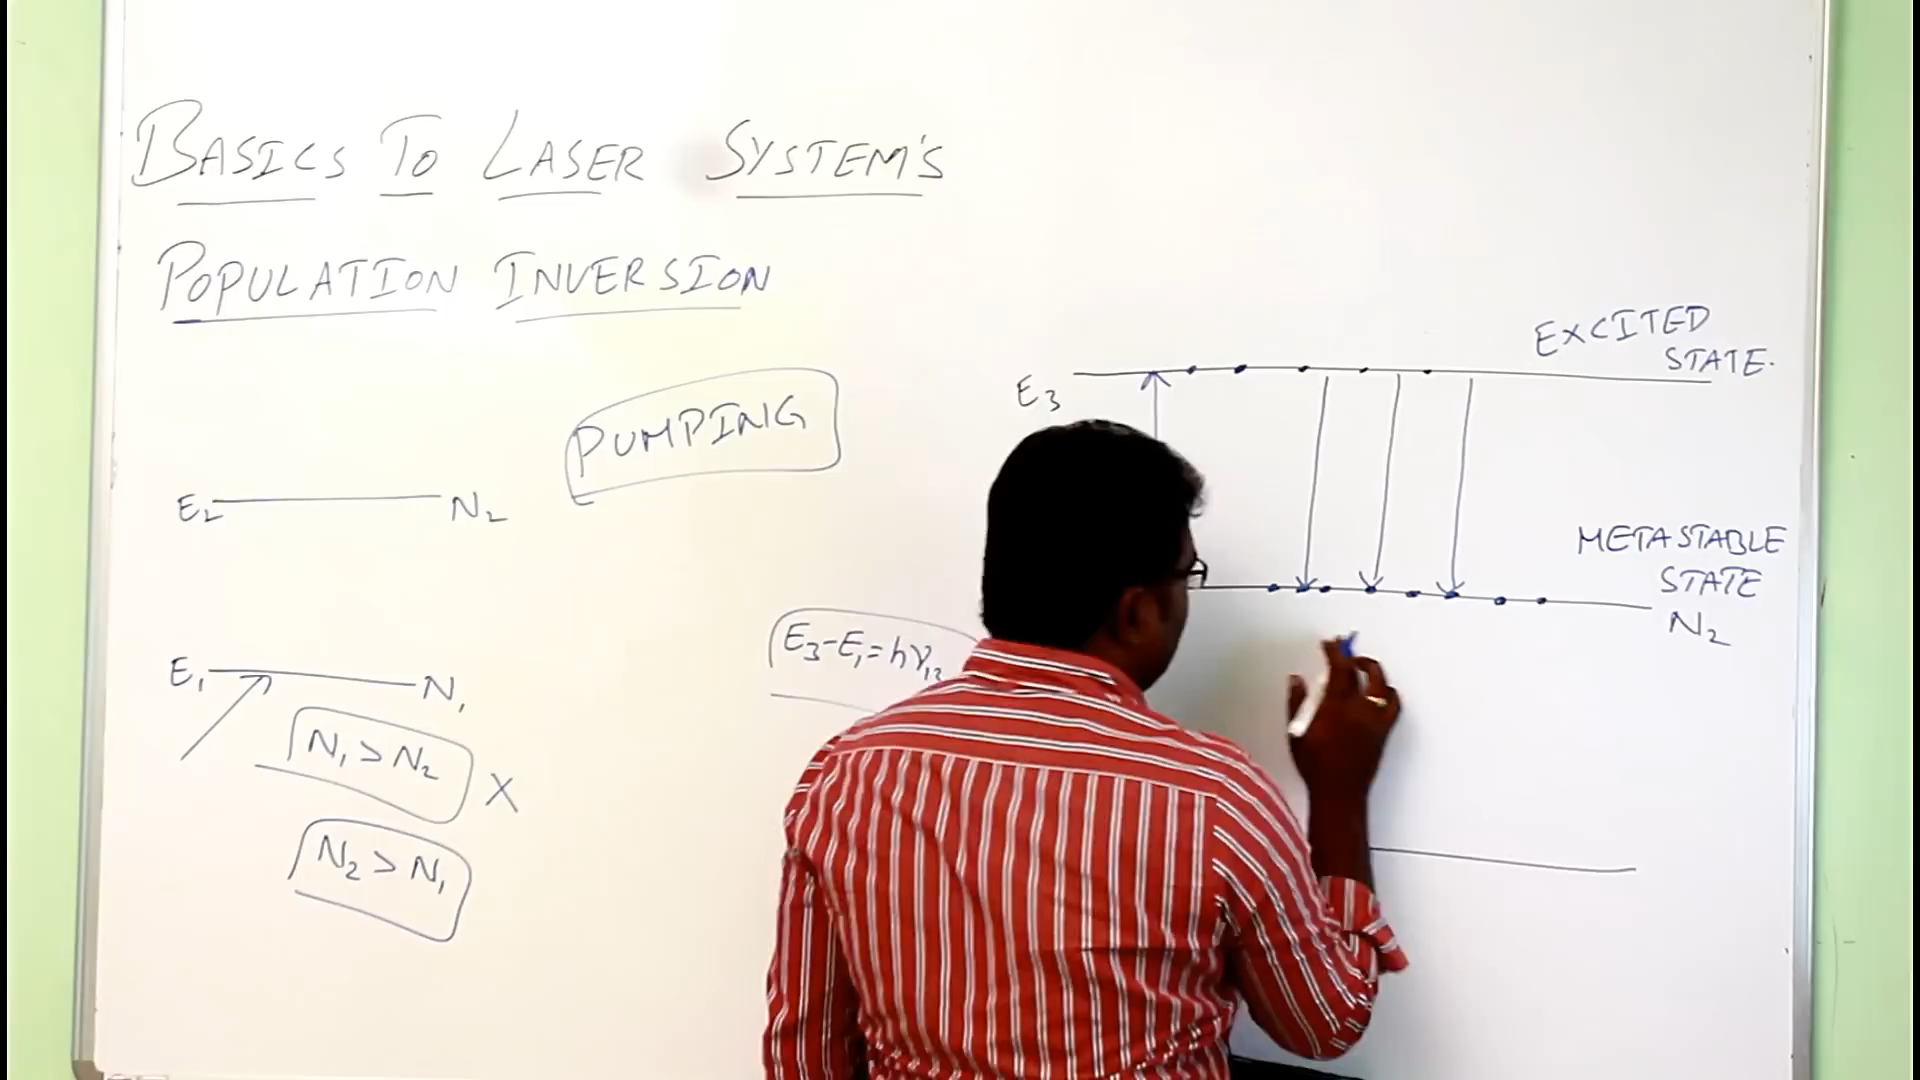 BASICS TO LASER SYSTEM'S
POPULATION INVERSION
PUMPING
E₂ N₂
E₁ N₁
N₁ > N₂ X
N₂ > N₁
E₃-E₁=hν₁₃
EXCITED
STATE.
E₃
METASTABLE
STATE
N₂